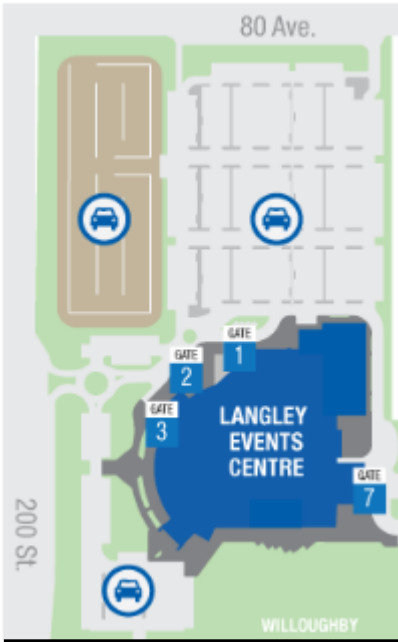 80 Ave.
GATE
1
GATE
2
GATE
3
LANGLEY
EVENTS
CENTRE
GATE
7
200 St.
WILLOUGHBY